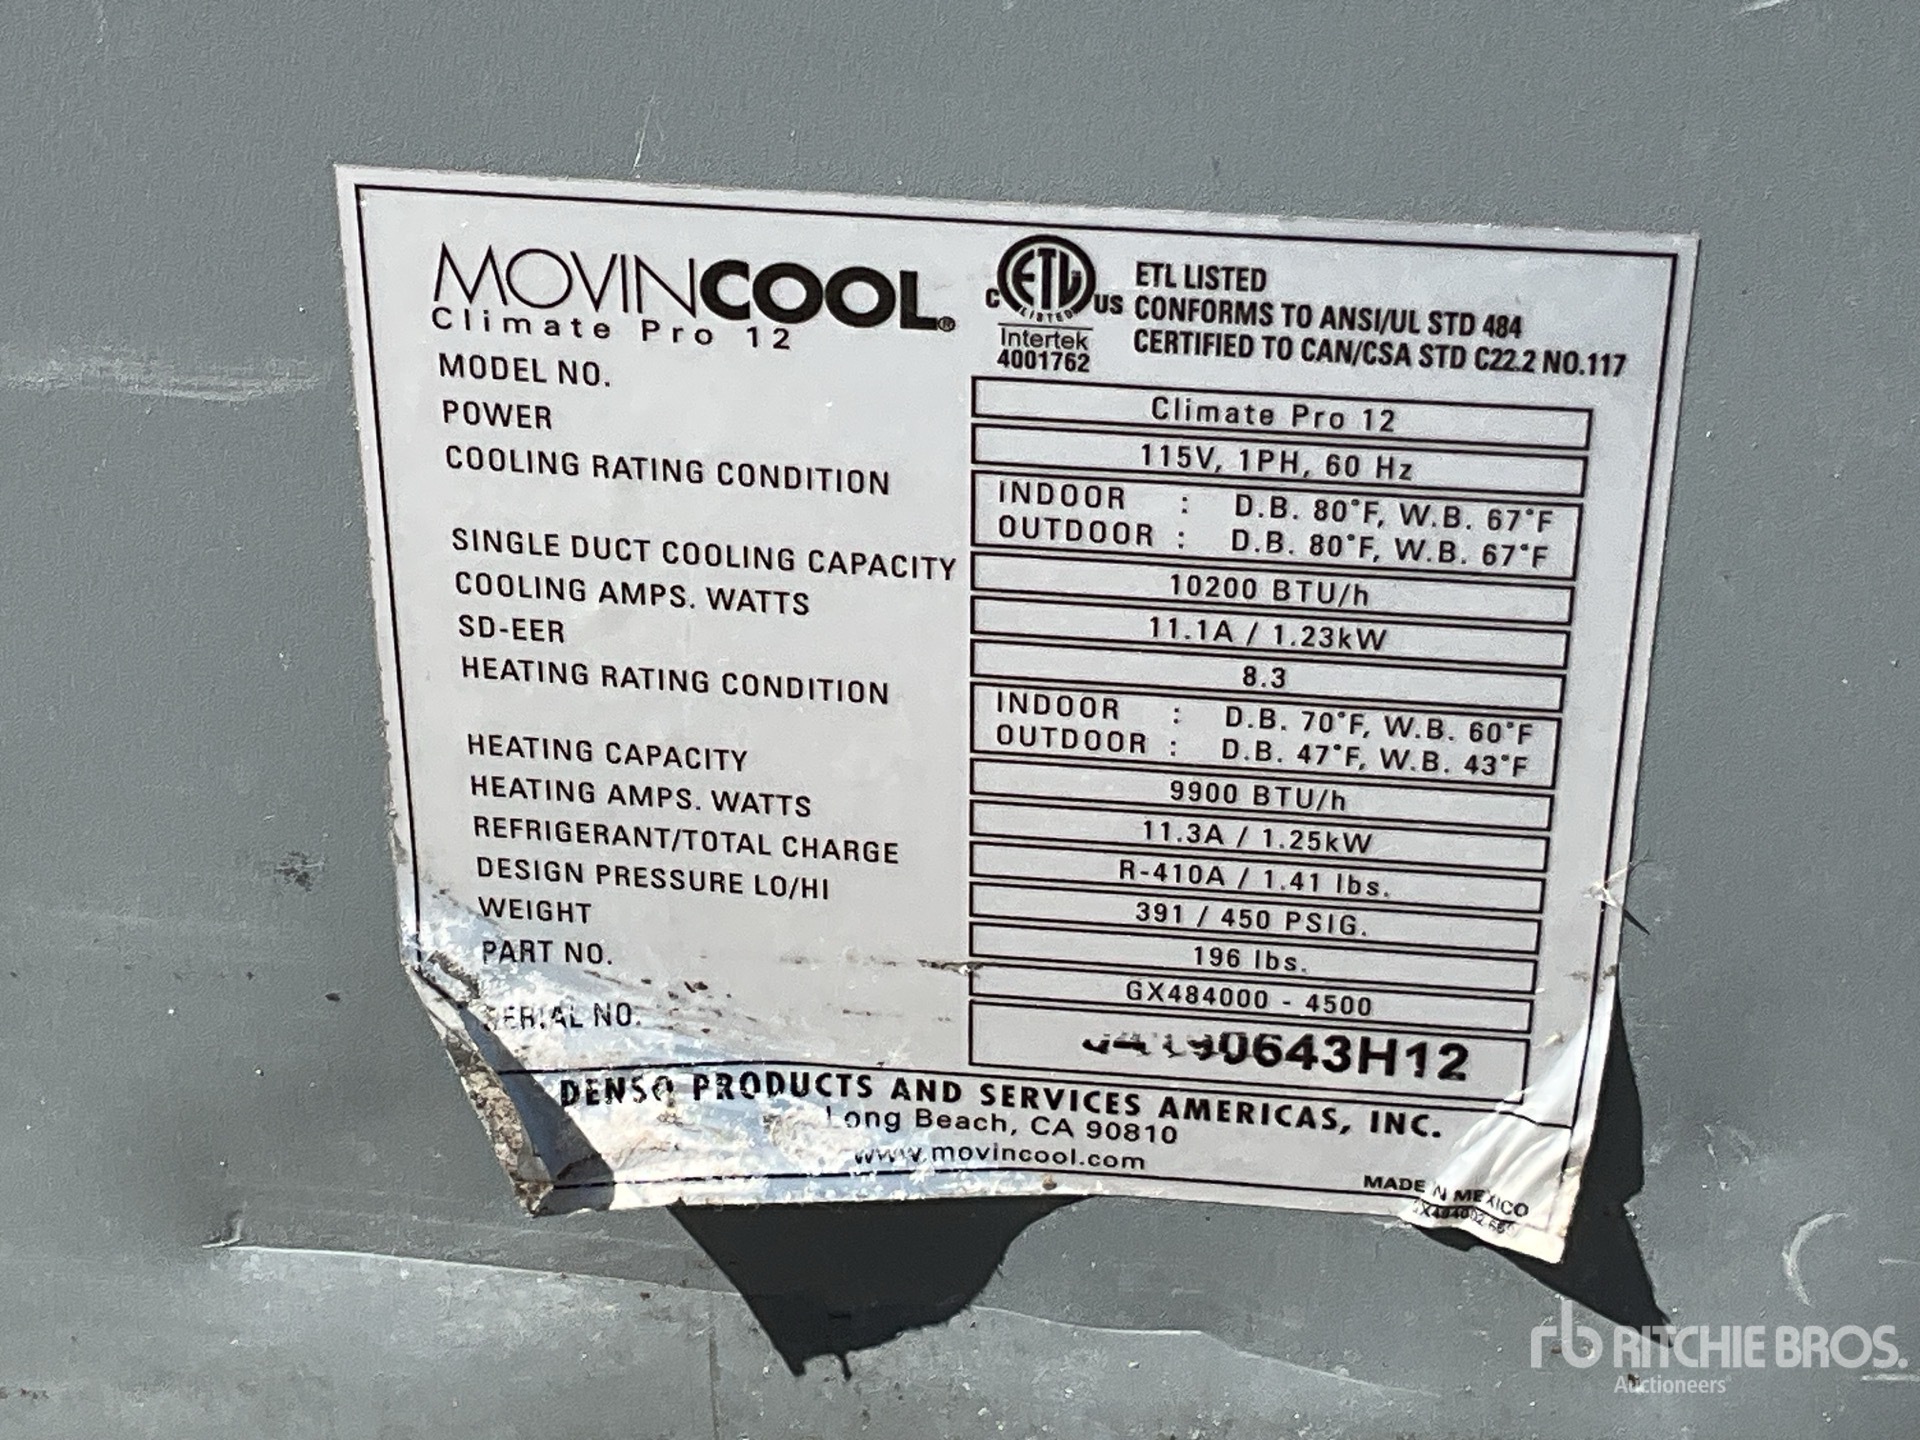 MOVINCOOL®
Climate Pro 12
C ETL LISTED US
Intertek
4001762
ETL LISTED
CONFORMS TO ANSI/UL STD 484
CERTIFIED TO CAN/CSA STD C22.2 NO.117
MODEL NO. Climate Pro 12
POWER 115V, 1PH, 60 Hz
COOLING RATING CONDITION INDOOR : D.B. 80°F, W.B. 67°F
OUTDOOR : D.B. 80°F, W.B. 67°F
SINGLE DUCT COOLING CAPACITY 10200 BTU/h
COOLING AMPS. WATTS 11.1A / 1.23kW
SD-EER 8.3
HEATING RATING CONDITION INDOOR : D.B. 70°F, W.B. 60°F
OUTDOOR : D.B. 47°F, W.B. 43°F
HEATING CAPACITY 9900 BTU/h
HEATING AMPS. WATTS 11.3A / 1.25kW
REFRIGERANT/TOTAL CHARGE R-410A / 1.41 lbs.
DESIGN PRESSURE LO/HI 391 / 450 PSIG.
WEIGHT 196 lbs.
PART NO. GX484000 - 4500
SERIAL NO.
DENSO PRODUCTS AND SERVICES AMERICAS, INC.
Long Beach, CA 90810
www.movincool.com
MADE IN MEXICO
rb RITCHIE BROS.
Auctioneers